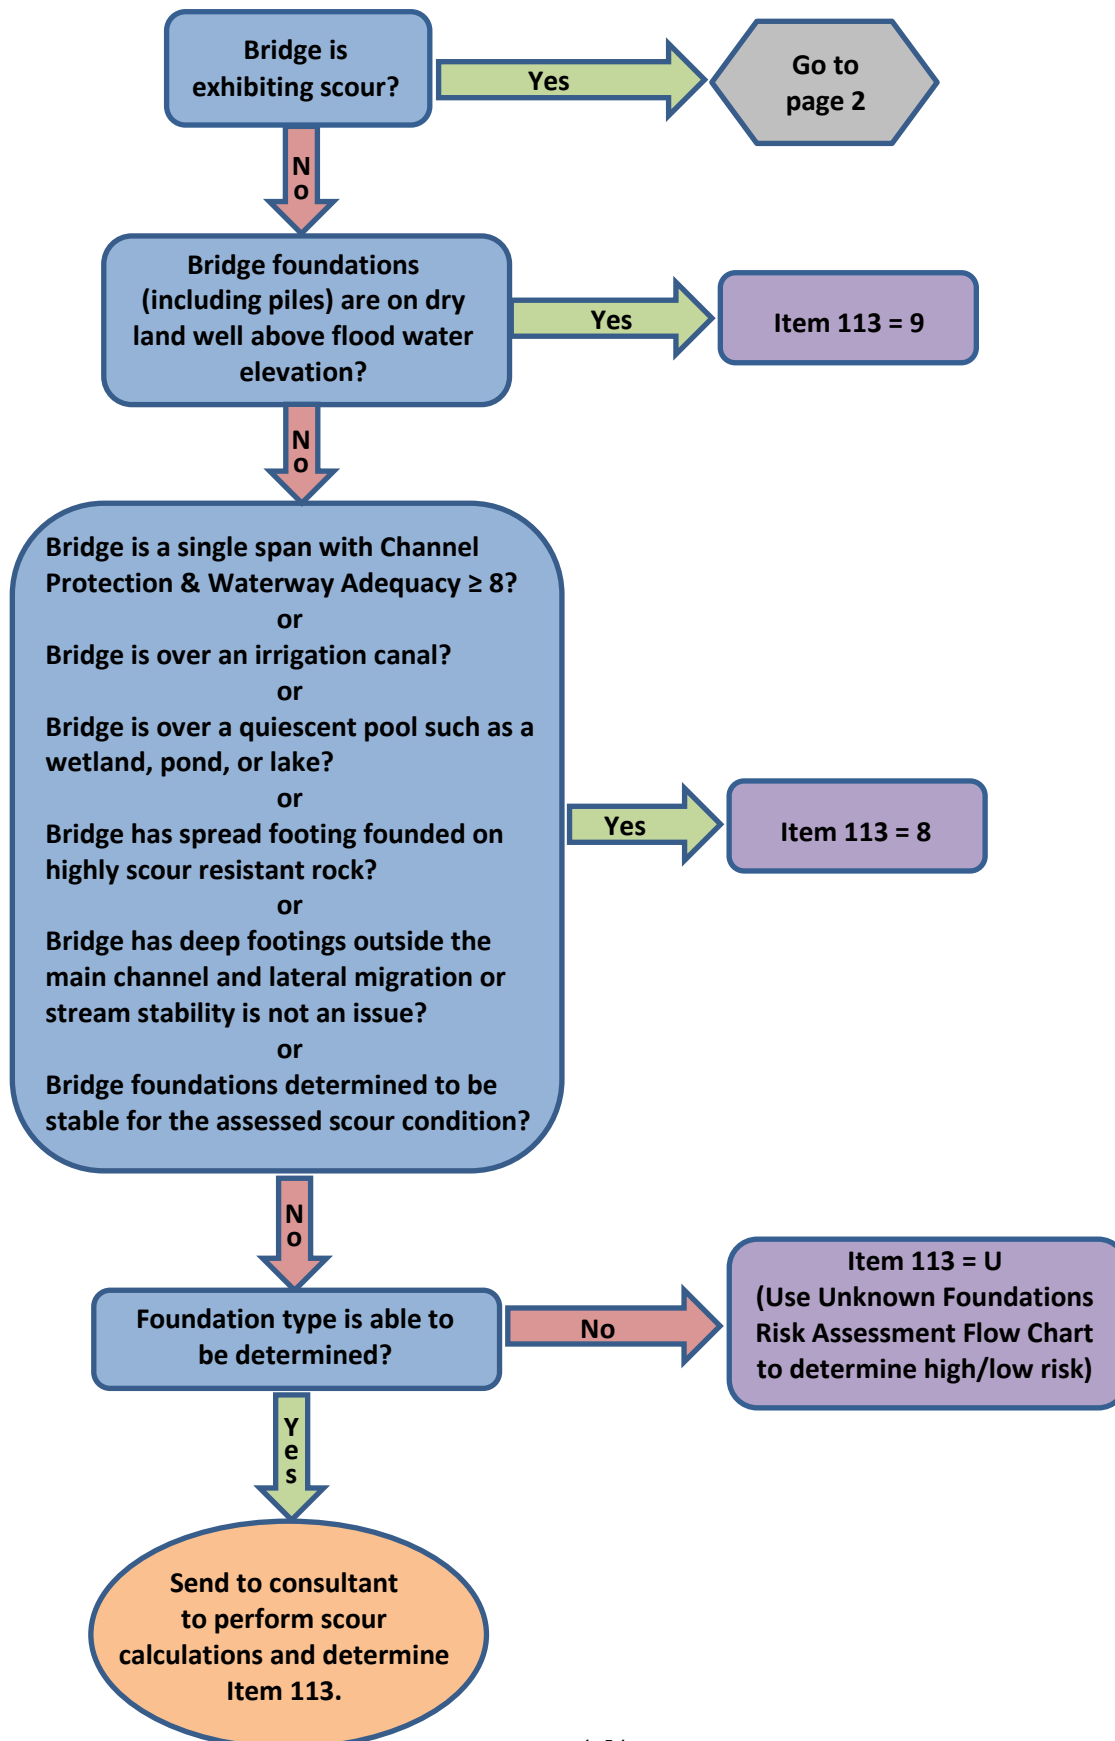 Bridge is
exhibiting scour?
Yes
Go to
page 2
No
Bridge foundations
(including piles) are on dry
land well above flood water
elevation?
Yes
Item 113 = 9
No
Bridge is a single span with Channel
Protection & Waterway Adequacy ≥ 8?
or
Bridge is over an irrigation canal?
or
Bridge is over a quiescent pool such as a
wetland, pond, or lake?
or
Bridge has spread footing founded on
highly scour resistant rock?
or
Bridge has deep footings outside the
main channel and lateral migration or
stream stability is not an issue?
or
Bridge foundations determined to be
stable for the assessed scour condition?
Yes
Item 113 = 8
No
Foundation type is able to
be determined?
No
Item 113 = U
(Use Unknown Foundations
Risk Assessment Flow Chart
to determine high/low risk)
Yes
Send to consultant
to perform scour
calculations and determine
Item 113.